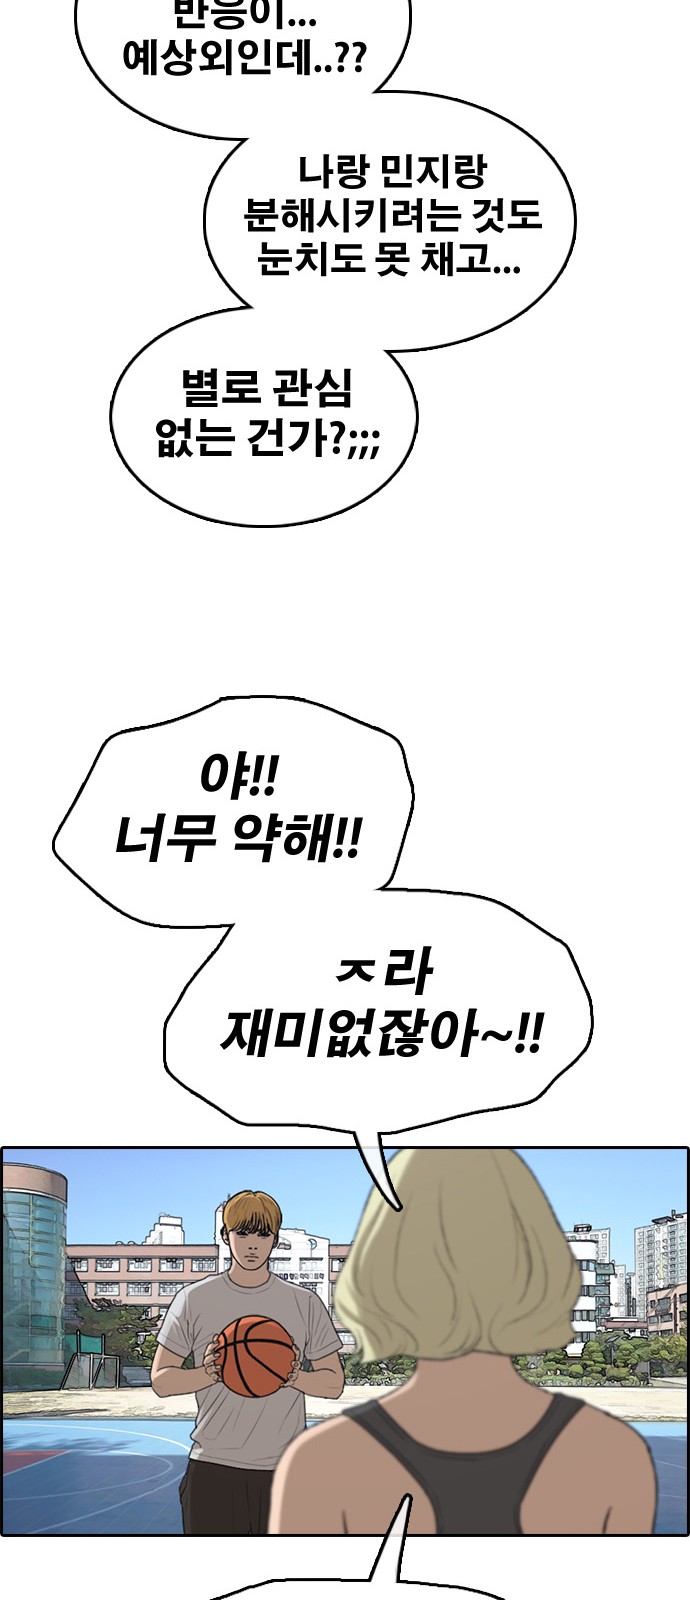 반응이...
예상외인데..??
나랑 민지랑
분해시키려는 것도
눈치도 못 채고...
별로 관심
없는 건가?;;;
야!!
너무 약해!!
ㅈ라
재미없잖아~!!